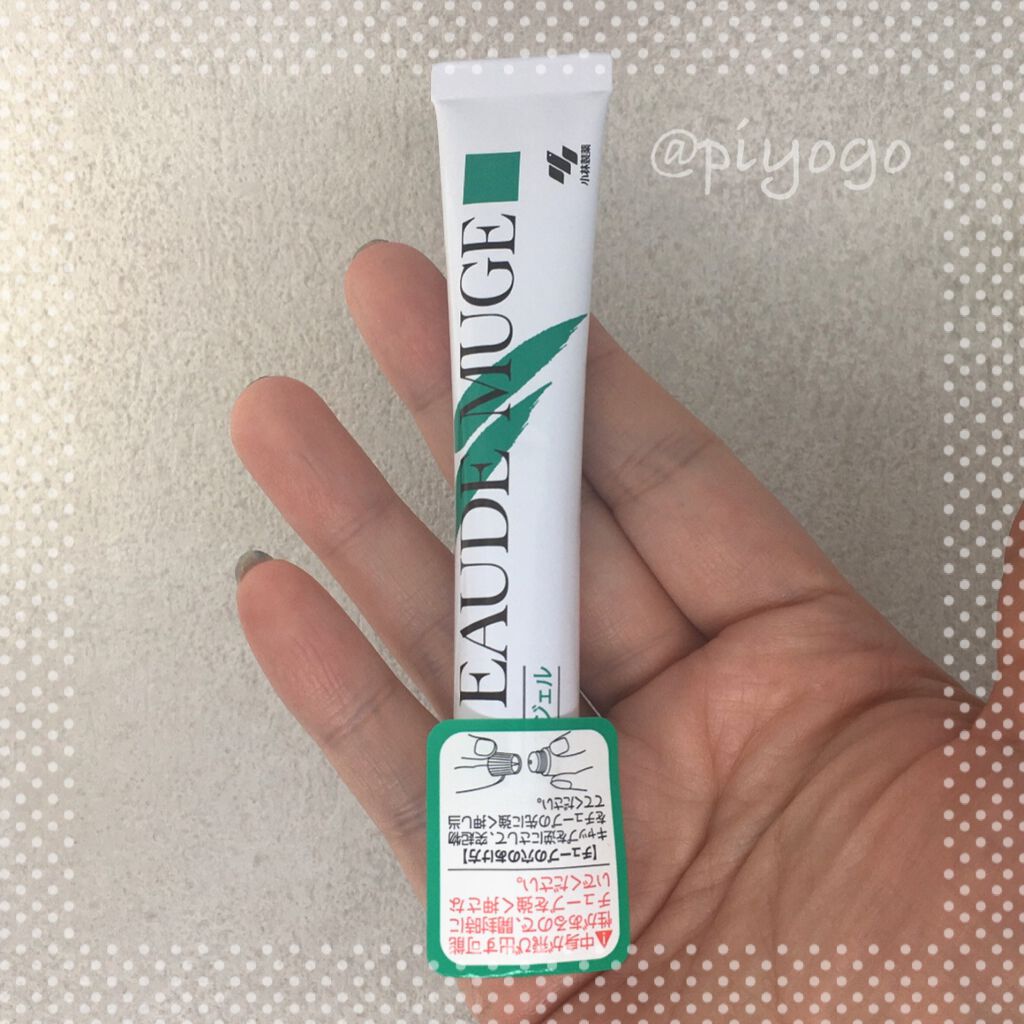 @piyogo
小林製薬
EAUDE MUGE
ジェル
【チューブの穴のあけ方】
キャップを逆にさして、突起物
をチューブの先に強く押し当
ててください。
中身が飛び出す可能
性があるので、開封時に
チューブを強く押さな
いでください。